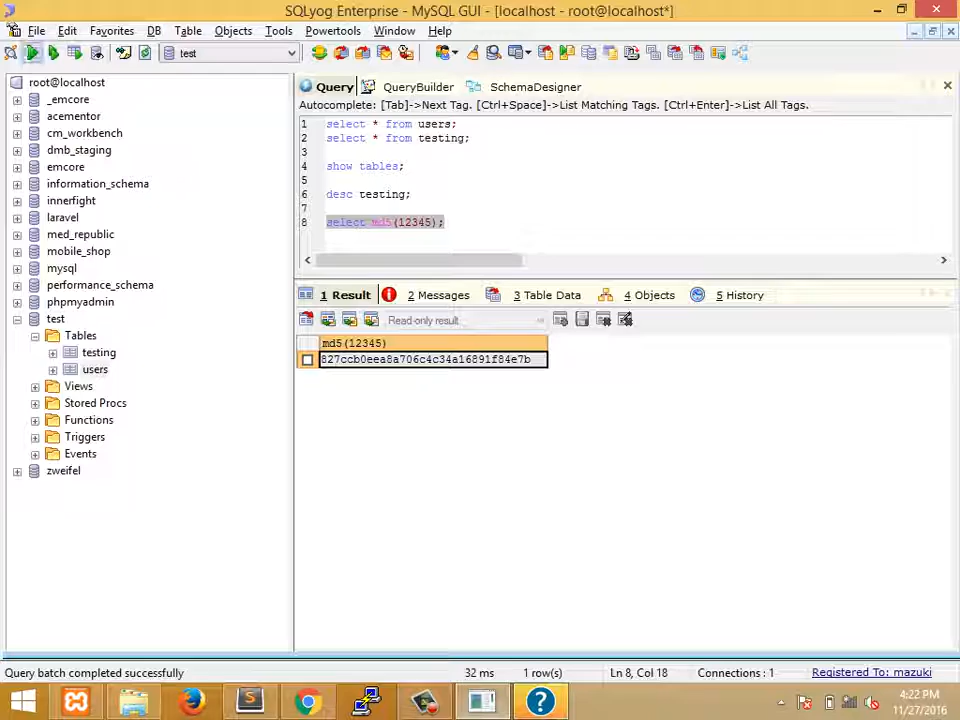 SQLyog Enterprise - MySQL GUI - [localhost - root@localhost*]
File Edit Favorites DB Table Objects Tools Powertools Window Help
test
root@localhost
_emcore
acementor
cm_workbench
dmb_staging
emcore
information_schema
innerfight
laravel
med_republic
mobile_shop
mysql
performance_schema
phpmyadmin
test
Tables
testing
users
Views
Stored Procs
Functions
Triggers
Events
zweifel
Query QueryBuilder SchemaDesigner
Autocomplete: [Tab]->Next Tag. [Ctrl+Space]->List Matching Tags. [Ctrl+Enter]->List All Tags.
1 select * from users;
2 select * from testing;
3
4 show tables;
5
6 desc testing;
7
8 select md5(12345);
1 Result 2 Messages 3 Table Data 4 Objects 5 History
Read-only result
md5(12345)
827ccb0eea8a706c4c34a16891f84e7b
Query batch completed successfully 32 ms 1 row(s) Ln 8, Col 18 Connections : 1 Registered To: mazuki
4:22 PM
11/27/2016